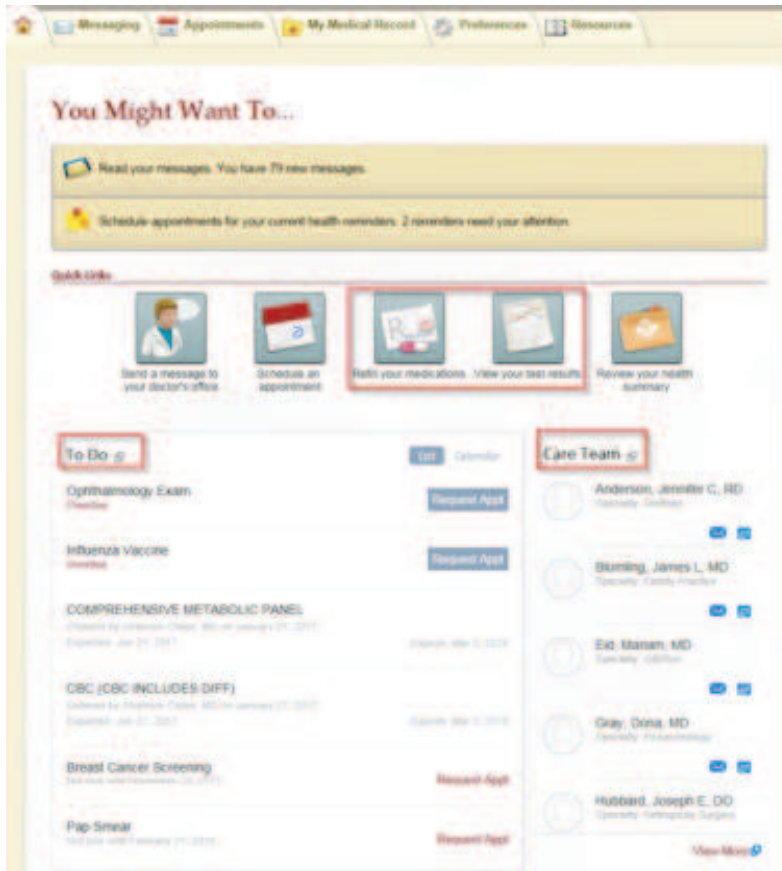 Messaging Appointments My Medical Record Preferences Resources
You Might Want To...
Read your messages. You have 79 new messages.
Schedule appointments for your current health reminders. 2 reminders need your attention.
Quick Links
Send a message to your doctor's office
Schedule an appointment
Refill your medications
View your test results
Review your health summary
To Do
List Calendar
Ophthalmology Exam
Overdue
Request Appt
Influenza Vaccine
Overdue
Request Appt
COMPREHENSIVE METABOLIC PANEL
CBC (CBC INCLUDES DIFF)
Breast Cancer Screening
Request Appt
Pap Smear
Request Appt
Care Team
Anderson, Jennifer C, RD
Specialty: Dietitian
Blumling, James L, MD
Specialty: Family Practice
Eid, Mariam, MD
Gray, Dona, MD
Hubbard, Joseph E, DO
View More